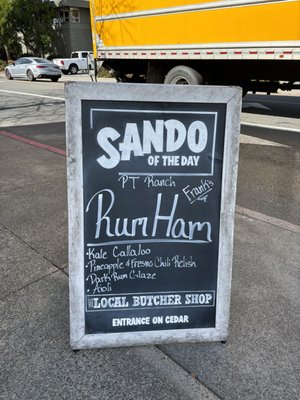 SANDO
OF THE DAY
PT Ranch
Frank's
Rum Ham
• Kale Callaloo
• Pineapple & Fresno Chili Relish
• Dark Rum Glaze
• Aioli
THE LOCAL BUTCHER SHOP
ENTRANCE ON CEDAR